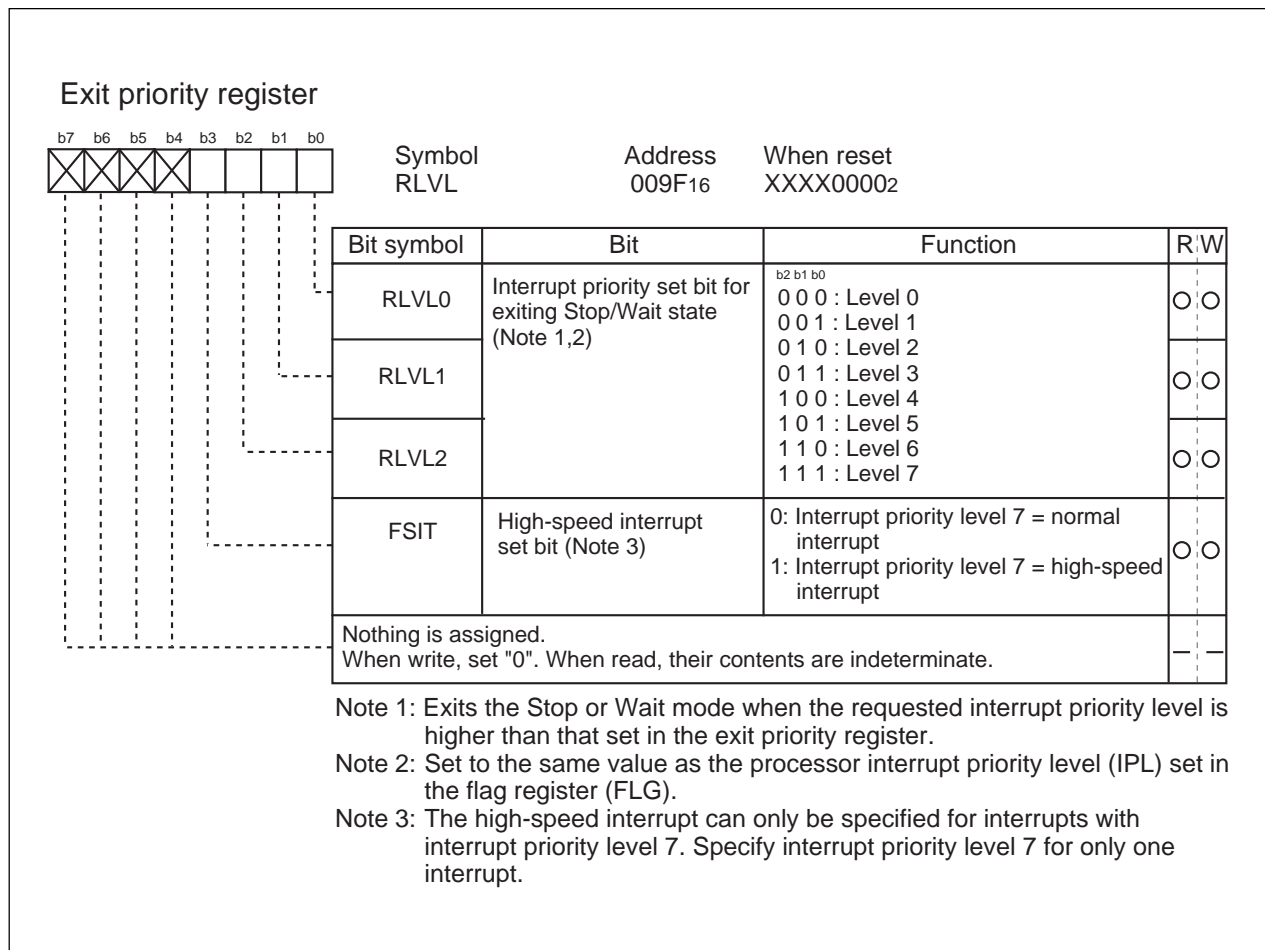 Exit priority register
b7 b6 b5 b4 b3 b2 b1 b0
Symbol Address When reset
RLVL 009F16 XXXX00002
Bit symbol Bit Function R W
b2 b1 b0
RLVL0 Interrupt priority set bit for 0 0 0 : Level 0
exiting Stop/Wait state 0 0 1 : Level 1
(Note 1,2) 0 1 0 : Level 2
RLVL1 0 1 1 : Level 3
1 0 0 : Level 4
1 0 1 : Level 5
RLVL2 1 1 0 : Level 6
1 1 1 : Level 7
FSIT High-speed interrupt 0: Interrupt priority level 7 = normal
set bit (Note 3) interrupt
1: Interrupt priority level 7 = high-speed
interrupt
Nothing is assigned.
When write, set "0". When read, their contents are indeterminate.
Note 1: Exits the Stop or Wait mode when the requested interrupt priority level is
higher than that set in the exit priority register.
Note 2: Set to the same value as the processor interrupt priority level (IPL) set in
the flag register (FLG).
Note 3: The high-speed interrupt can only be specified for interrupts with
interrupt priority level 7. Specify interrupt priority level 7 for only one
interrupt.